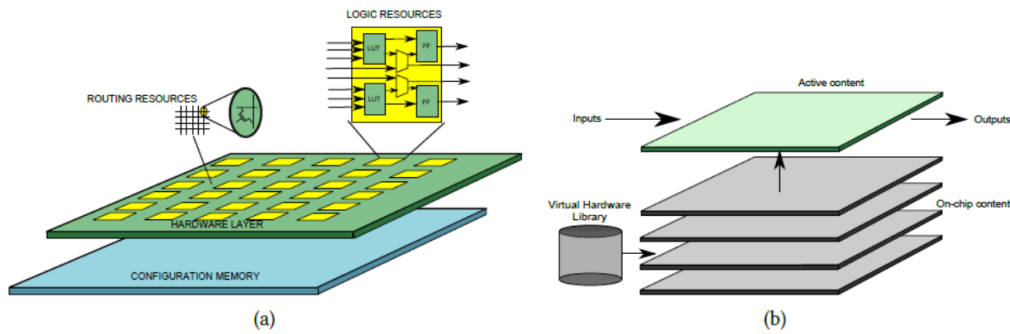 LOGIC RESOURCES
LUT
FF
LUT
FF
ROUTING RESOURCES
HARDWARE LAYER
CONFIGURATION MEMORY
(a)
Active content
Inputs
Outputs
Virtual Hardware
Library
On-chip content
(b)